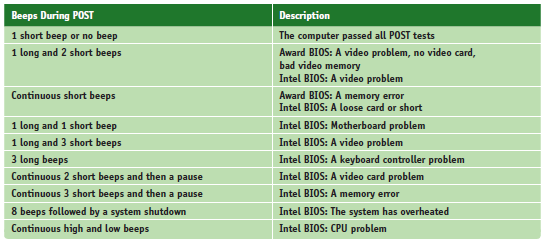 Beeps During POST Description
1 short beep or no beep The computer passed all POST tests
1 long and 2 short beeps Award BIOS: A video problem, no video card,
bad video memory
Intel BIOS: A video problem
Continuous short beeps Award BIOS: A memory error
Intel BIOS: A loose card or short
1 long and 1 short beep Intel BIOS: Motherboard problem
1 long and 3 short beeps Intel BIOS: A video problem
3 long beeps Intel BIOS: A keyboard controller problem
Continuous 2 short beeps and then a pause Intel BIOS: A video card problem
Continuous 3 short beeps and then a pause Intel BIOS: A memory error
8 beeps followed by a system shutdown Intel BIOS: The system has overheated
Continuous high and low beeps Intel BIOS: CPU problem